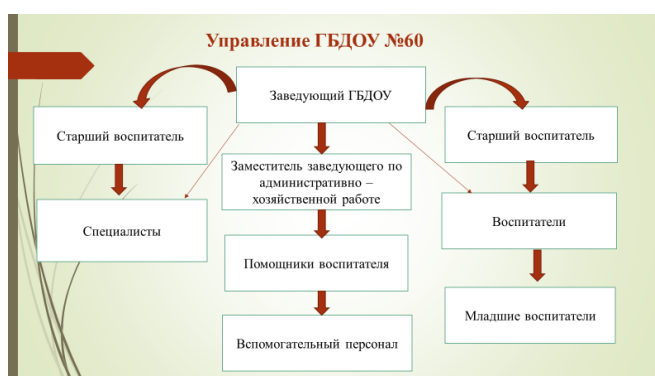 Управление ГБДОУ №60
Заведующий ГБДОУ
Старший воспитатель
Старший воспитатель
Заместитель заведующего по
административно –
хозяйственной работе
Специалисты
Воспитатели
Помощники воспитателя
Младшие воспитатели
Вспомогательный персонал